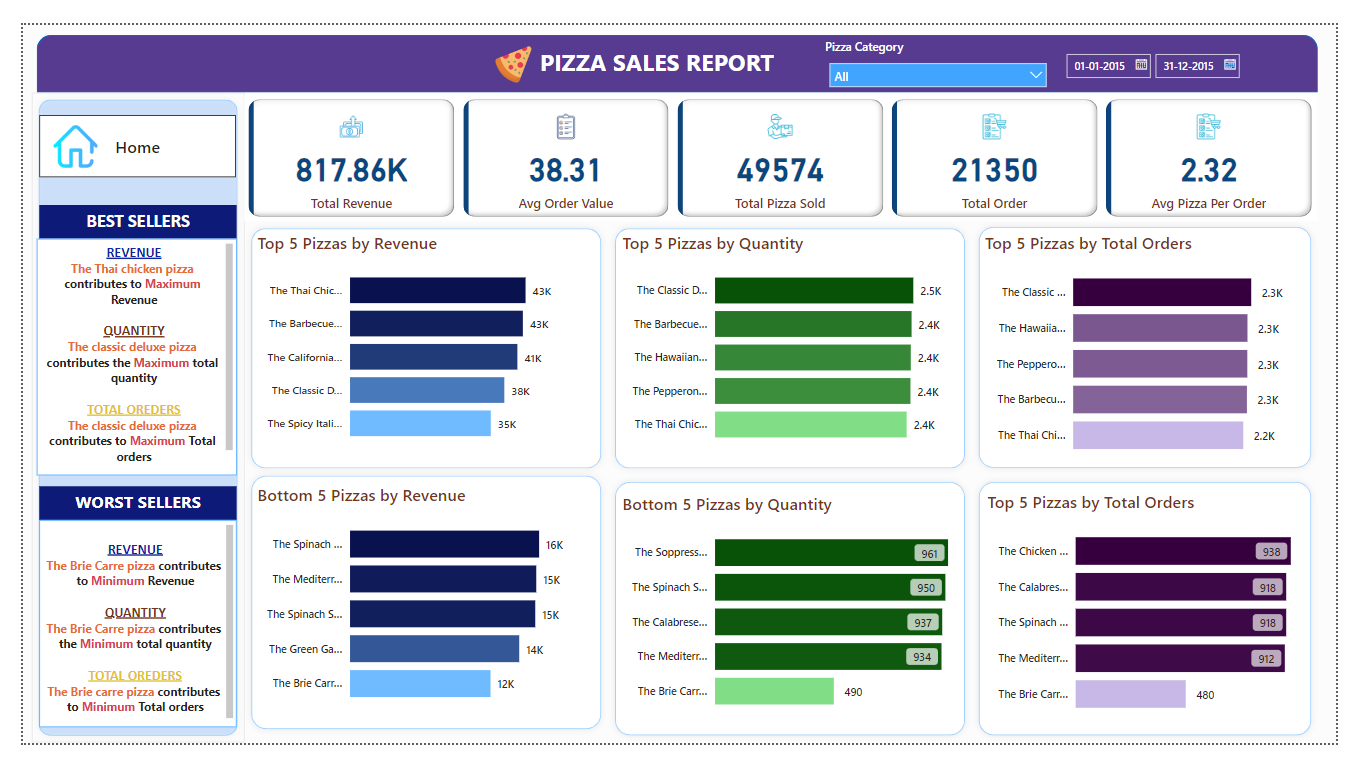 PIZZA SALES REPORT
Pizza Category
All
01-01-2015
31-12-2015
Home
817.86K
Total Revenue
38.31
Avg Order Value
49574
Total Pizza Sold
21350
Total Order
2.32
Avg Pizza Per Order
BEST SELLERS
REVENUE
The Thai chicken pizza
contributes to Maximum
Revenue
QUANTITY
The classic deluxe pizza
contributes the Maximum total
quantity
TOTAL OREDERS
The classic deluxe pizza
contributes to Maximum Total
orders
WORST SELLERS
REVENUE
The Brie Carre pizza contributes
to Minimum Revenue
QUANTITY
The Brie Carre pizza contributes
the Minimum total quantity
TOTAL OREDERS
The Brie carre pizza contributes
to Minimum Total orders
Top 5 Pizzas by Revenue
The Thai Chic... 43K
The Barbecue... 43K
The California... 41K
The Classic D... 38K
The Spicy Itali... 35K
Top 5 Pizzas by Quantity
The Classic D... 2.5K
The Barbecue... 2.4K
The Hawaiian... 2.4K
The Pepperon... 2.4K
The Thai Chic... 2.4K
Top 5 Pizzas by Total Orders
The Classic ... 2.3K
The Hawaiia... 2.3K
The Peppero... 2.3K
The Barbecu... 2.3K
The Thai Chi... 2.2K
Bottom 5 Pizzas by Revenue
The Spinach ... 16K
The Mediterr... 15K
The Spinach S... 15K
The Green Ga... 14K
The Brie Carr... 12K
Bottom 5 Pizzas by Quantity
The Soppress... 961
The Spinach S... 950
The Calabrese... 937
The Mediterr... 934
The Brie Carr... 490
Top 5 Pizzas by Total Orders
The Chicken ... 938
The Calabres... 918
The Spinach ... 918
The Mediterr... 912
The Brie Carr... 480